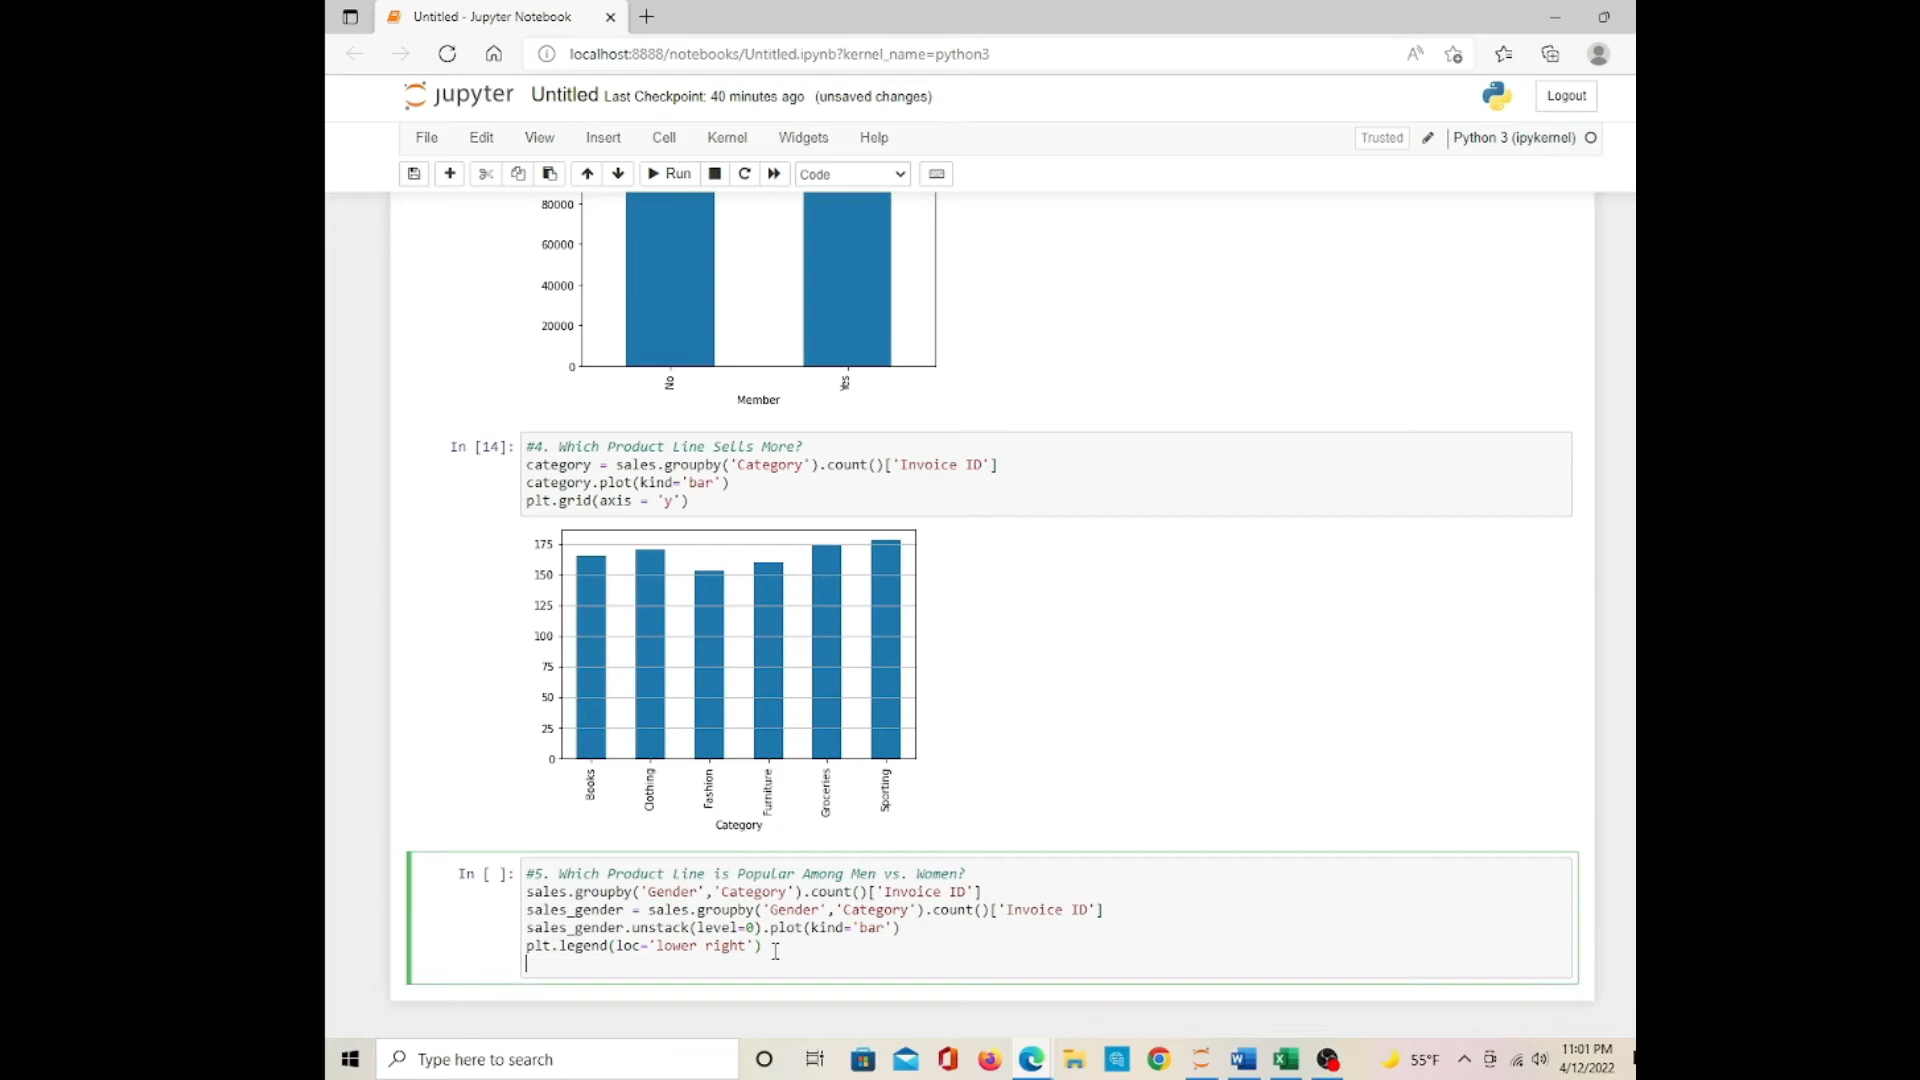 Untitled - Jupyter Notebook
localhost:8888/notebooks/Untitled.ipynb?kernel_name=python3
jupyter Untitled Last Checkpoint: 40 minutes ago (unsaved changes)
Logout
File Edit View Insert Cell Kernel Widgets Help
Trusted Python 3 (ipykernel)
Run Code
80000
60000
40000
20000
0
No Yes
Member
In [14]: #4. Which Product Line Sells More?
category = sales.groupby('Category').count()['Invoice ID']
category.plot(kind='bar')
plt.grid(axis = 'y')
175
150
125
100
75
50
25
0
Books Clothing Fashion Furniture Groceries Sporting
Category
In [ ]: #5. Which Product Line is Popular Among Men vs. Women?
sales.groupby('Gender','Category').count()['Invoice ID']
sales_gender = sales.groupby('Gender','Category').count()['Invoice ID']
sales_gender.unstack(level=0).plot(kind='bar')
plt.legend(loc='lower right')
Type here to search
55°F
11:01 PM
4/12/2022